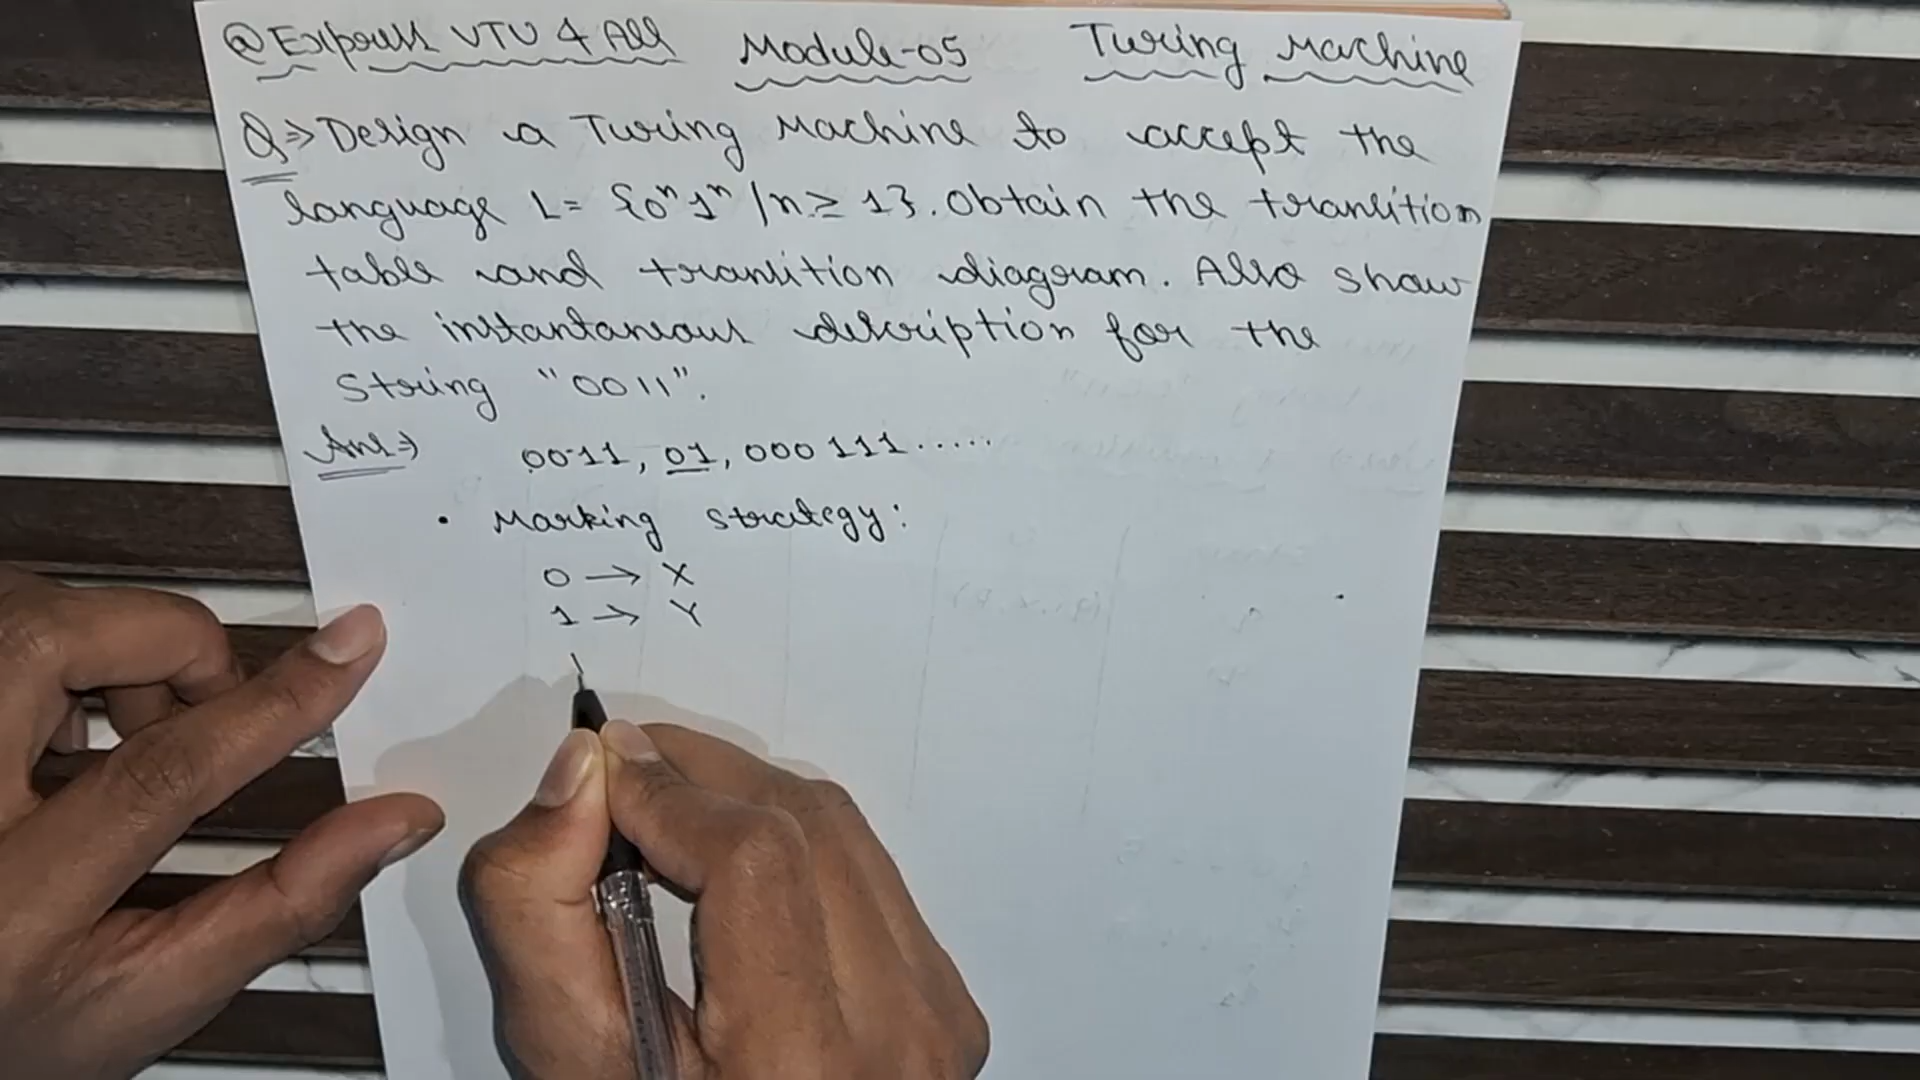 @Express VTU 4 All Module-05 Turing Machine
Q⇒ Design a Turing Machine to accept the
language L = {0ⁿ1ⁿ / n ≥ 1}. Obtain the transition
table and transition diagram. Also show
the instantaneous description for the
string "0011".
Ans⇒ 0011, 01, 000111.....
• Marking strategy:
0 → X
1 → Y